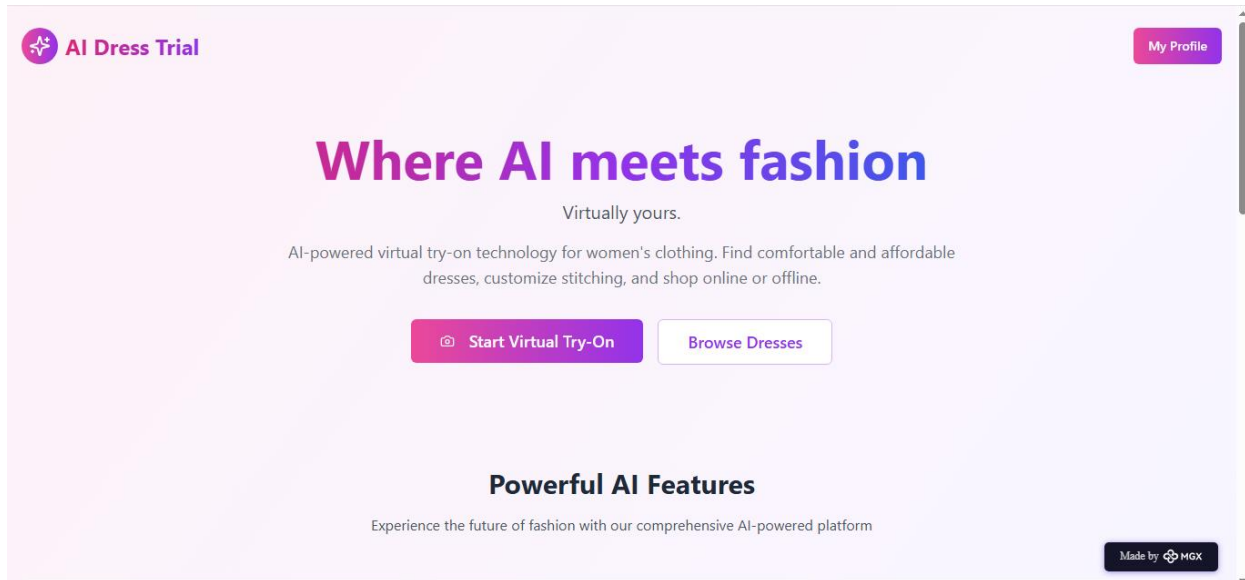 AI Dress Trial
My Profile
Where AI meets fashion
Virtually yours.
AI-powered virtual try-on technology for women's clothing. Find comfortable and affordable
dresses, customize stitching, and shop online or offline.
Start Virtual Try-On
Browse Dresses
Powerful AI Features
Experience the future of fashion with our comprehensive AI-powered platform
Made by MGX